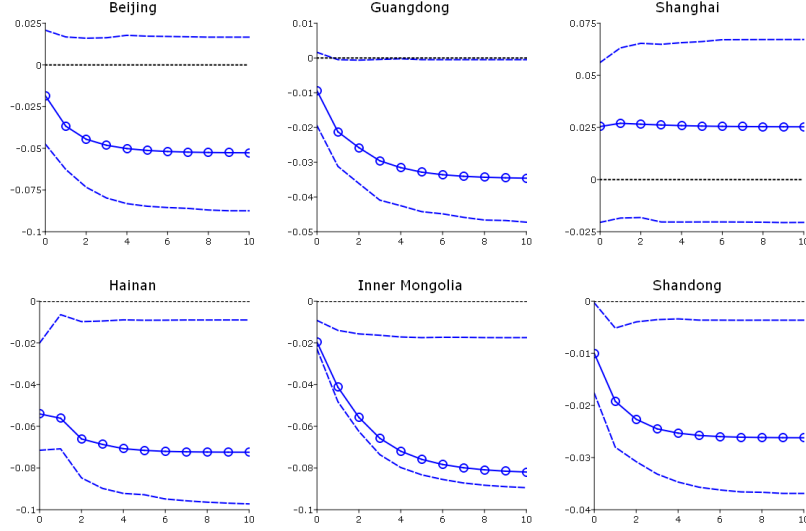 Beijing Guangdong Shanghai
0.025 0.01 0.075
0 0 0.05
-0.025 -0.01 0.025
-0.05 -0.02 0
-0.075 -0.03 -0.025
-0.1 -0.04
-0.05
0 2 4 6 8 10 0 2 4 6 8 10 0 2 4 6 8 10
Hainan Inner Mongolia Shandong
0 0 0
-0.02 -0.02 -0.01
-0.04 -0.04 -0.02
-0.06 -0.06 -0.03
-0.08 -0.08 -0.04
-0.1 -0.1
0 2 4 6 8 10 0 2 4 6 8 10 0 2 4 6 8 10